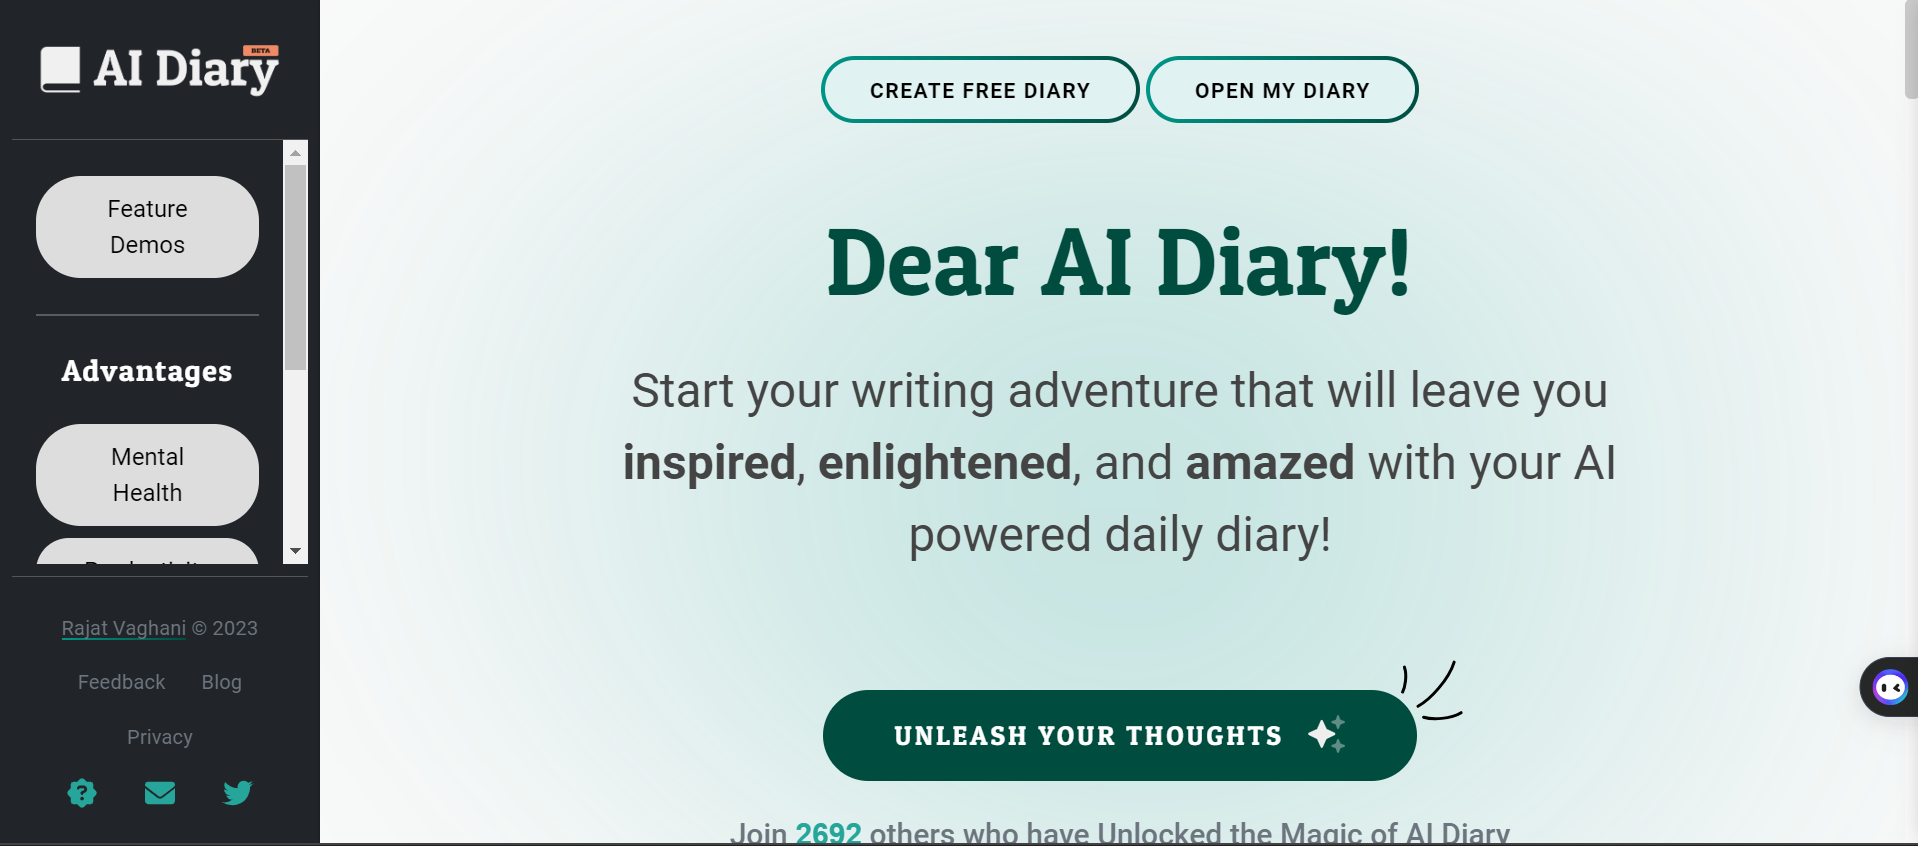 AI Diary
BETA
Feature
Demos
Advantages
Mental
Health
Productivity
Rajat Vaghani © 2023
Feedback Blog
Privacy
CREATE FREE DIARY OPEN MY DIARY
Dear AI Diary!
Start your writing adventure that will leave you
inspired, enlightened, and amazed with your AI
powered daily diary!
UNLEASH YOUR THOUGHTS
Join 2692 others who have Unlocked the Magic of AI Diary